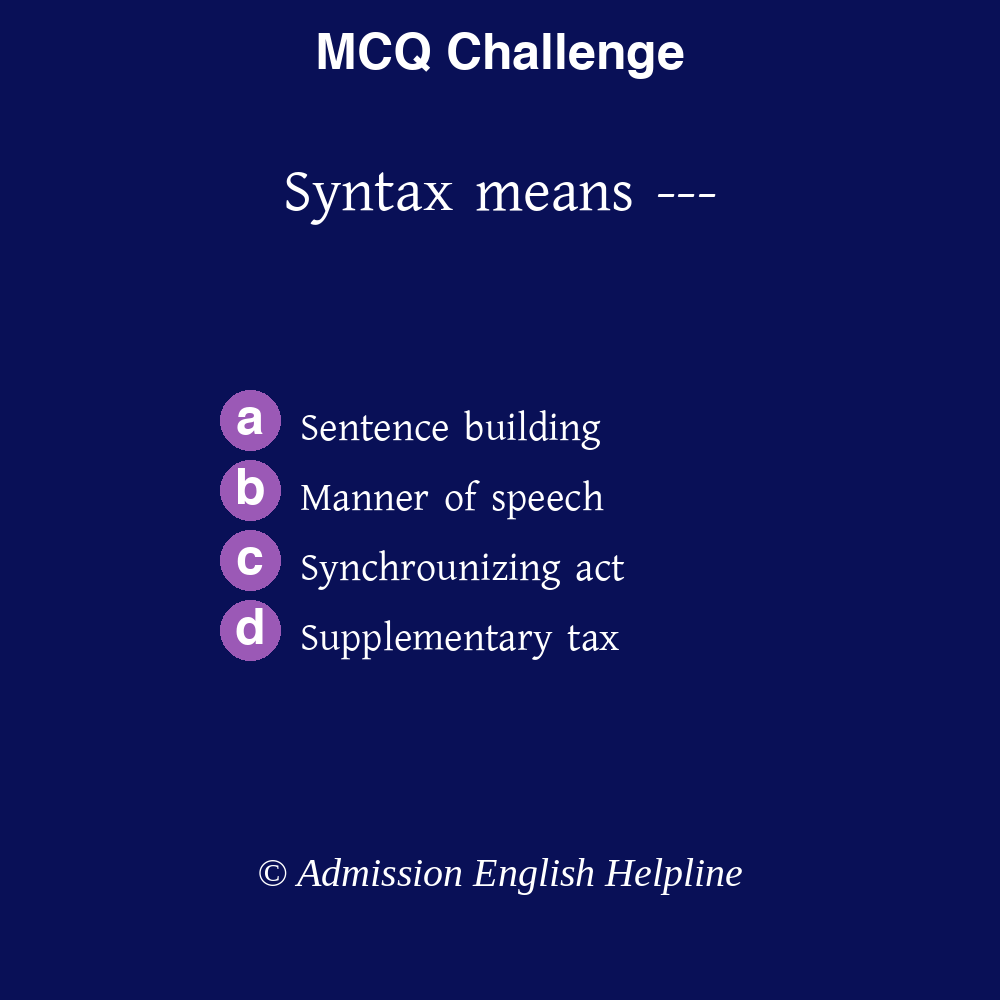 MCQ Challenge
Syntax means ---
a Sentence building
b Manner of speech
c Synchrounizing act
d Supplementary tax
© Admission English Helpline